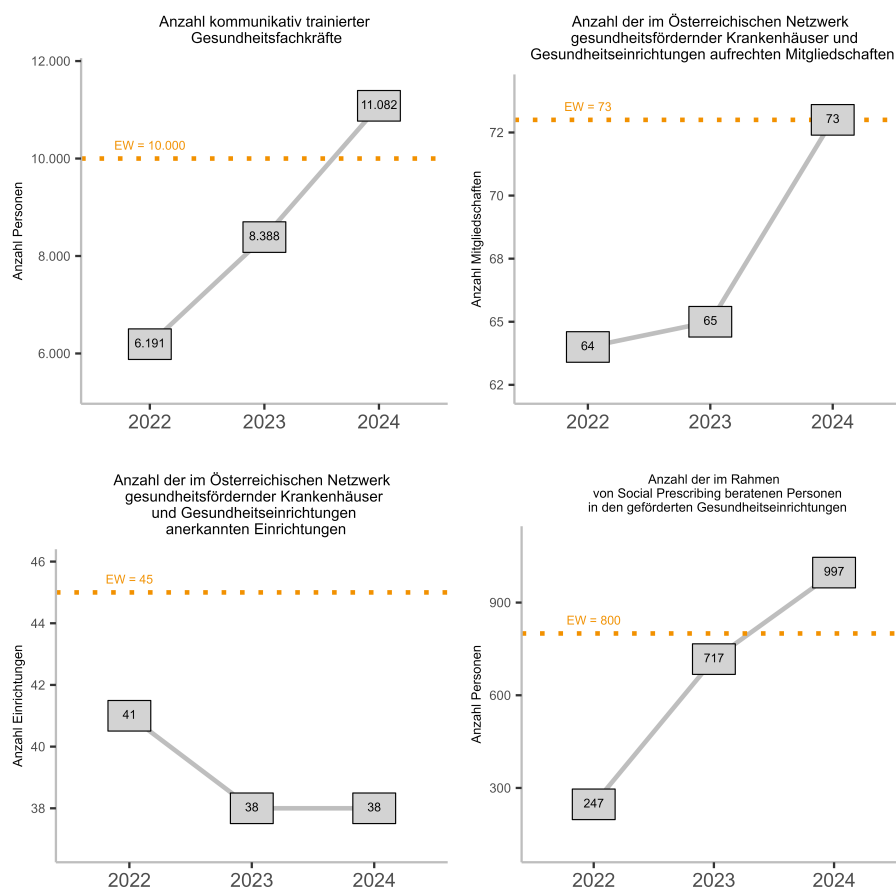 Anzahl kommunikativ trainierter
Gesundheitsfachkräfte
12.000
10.000
8.000
6.000
Anzahl Personen
EW = 10.000
6.191
8.388
11.082
2022
2023
2024
Anzahl der im Österreichischen Netzwerk
gesundheitsfördernder Krankenhäuser und
Gesundheitseinrichtungen aufrechten Mitgliedschaften
72
70
68
65
62
Anzahl Mitgliedschaften
EW = 73
64
65
73
2022
2023
2024
Anzahl der im Österreichischen Netzwerk
gesundheitsfördernder Krankenhäuser
und Gesundheitseinrichtungen
anerkannten Einrichtungen
46
44
42
40
38
Anzahl Einrichtungen
EW = 45
41
38
38
2022
2023
2024
Anzahl der im Rahmen
von Social Prescribing beratenen Personen
in den geförderten Gesundheitseinrichtungen
900
600
300
Anzahl Personen
EW = 800
247
717
997
2022
2023
2024